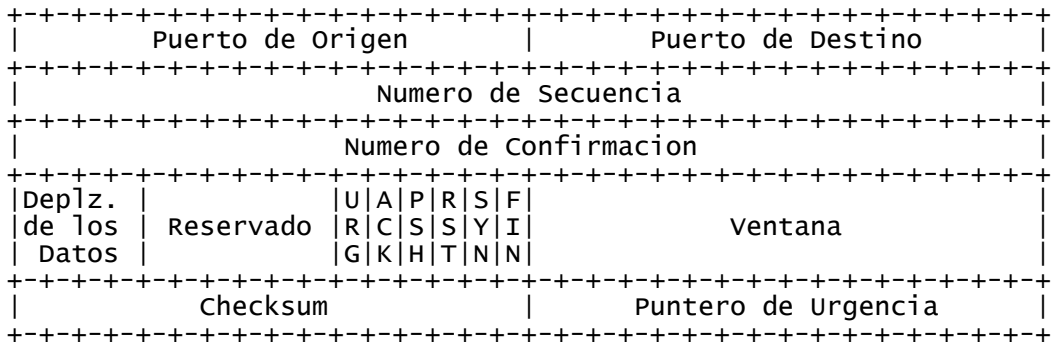 +-+-+-+-+-+-+-+-+-+-+-+-+-+-+-+-+-+-+-+-+-+-+-+-+-+-+-+-+-+-+-+-+
|        Puerto de Origen       |       Puerto de Destino       |
+-+-+-+-+-+-+-+-+-+-+-+-+-+-+-+-+-+-+-+-+-+-+-+-+-+-+-+-+-+-+-+-+
|                      Numero de Secuencia                      |
+-+-+-+-+-+-+-+-+-+-+-+-+-+-+-+-+-+-+-+-+-+-+-+-+-+-+-+-+-+-+-+-+
|                    Numero de Confirmacion                     |
+-+-+-+-+-+-+-+-+-+-+-+-+-+-+-+-+-+-+-+-+-+-+-+-+-+-+-+-+-+-+-+-+
|Deplz. |           |U|A|P|R|S|F|                               |
|de los | Reservado |R|C|S|S|Y|I|            Ventana            |
| Datos |           |G|K|H|T|N|N|                               |
+-+-+-+-+-+-+-+-+-+-+-+-+-+-+-+-+-+-+-+-+-+-+-+-+-+-+-+-+-+-+-+-+
|           Checksum            |      Puntero de Urgencia      |
+-+-+-+-+-+-+-+-+-+-+-+-+-+-+-+-+-+-+-+-+-+-+-+-+-+-+-+-+-+-+-+-+